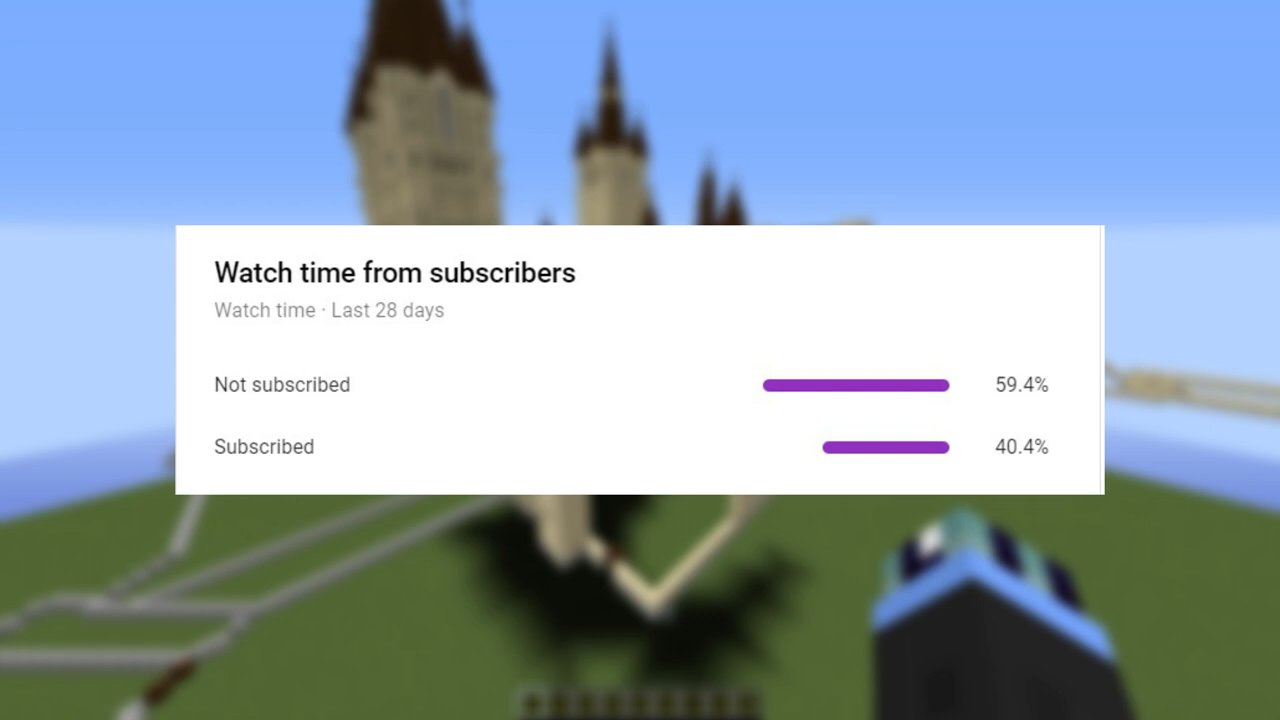 Watch time from subscribers
Watch time · Last 28 days
Not subscribed 59.4%
Subscribed 40.4%